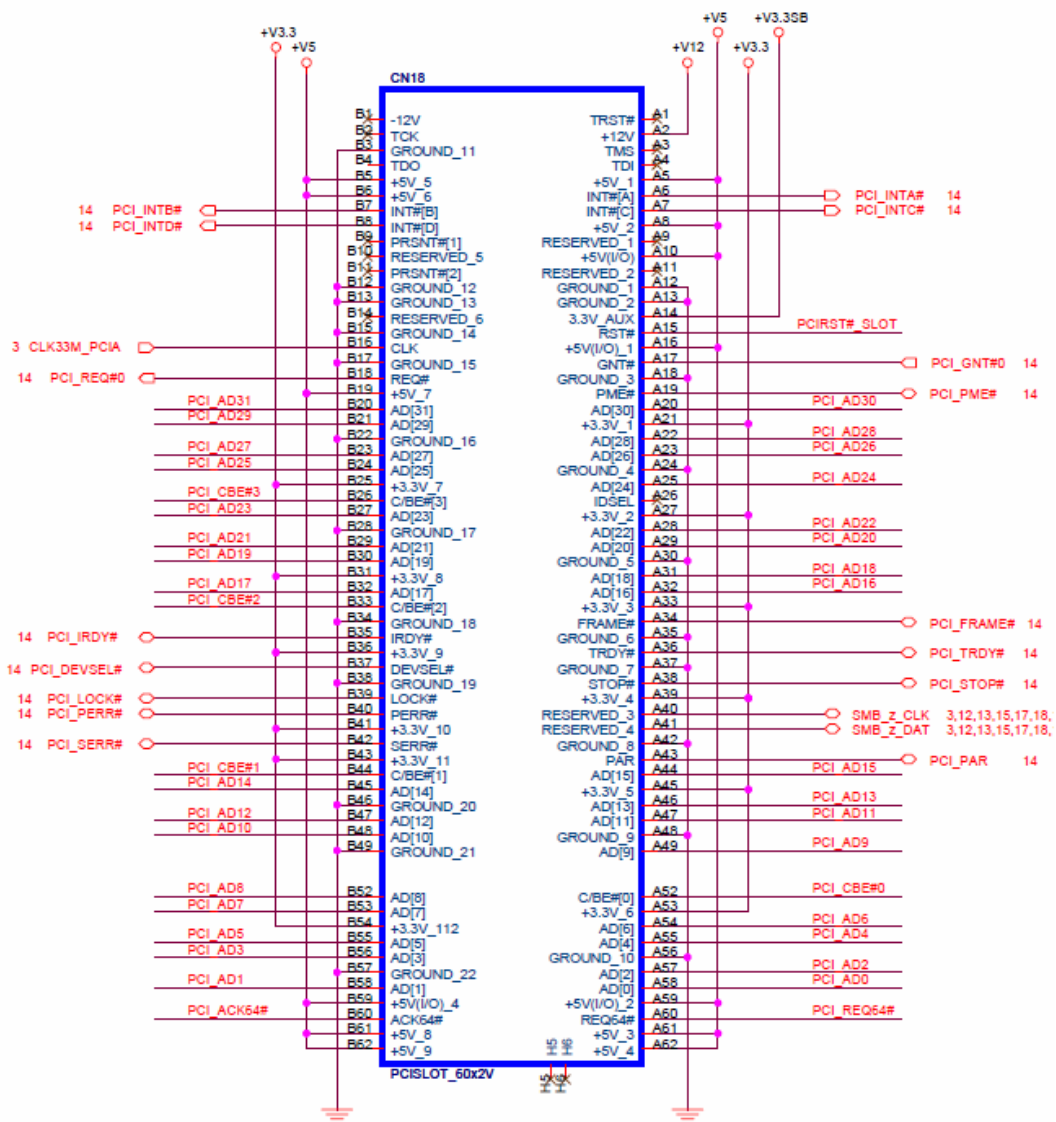 +V5 +V3.3SB
+V3.3 +V5 +V12 +V3.3
CN18
B1 -12V TRST# A1
B2 TCK +12V A2
B3 GROUND_11 TMS A3
B4 TDO TDI A4
B5 +5V_5 +5V_1 A5
B6 +5V_6 INT#[A] A6 PCI_INTA# 14
14 PCI_INTB# B7 INT#[B] INT#[C] A7 PCI_INTC# 14
14 PCI_INTD# B8 INT#[D] +5V_2 A8
B9 PRSNT#[1] RESERVED_1 A9
B10 RESERVED_5 +5V(I/O) A10
B11 PRSNT#[2] RESERVED_2 A11
B12 GROUND_12 GROUND_1 A12
B13 GROUND_13 GROUND_2 A13
B14 RESERVED_6 3.3V_AUX A14
B15 GROUND_14 RST# A15 PCIRST#_SLOT
3 CLK33M_PCIA B16 CLK +5V(I/O)_1 A16
B17 GROUND_15 GNT# A17 PCI_GNT#0 14
14 PCI_REQ#0 B18 REQ# GROUND_3 A18
B19 +5V_7 PME# A19 PCI_PME# 14
PCI_AD31 B20 AD[31] AD[30] A20 PCI_AD30
PCI_AD29 B21 AD[29] +3.3V_1 A21
B22 GROUND_16 AD[28] A22 PCI_AD28
PCI_AD27 B23 AD[27] AD[26] A23 PCI_AD26
PCI_AD25 B24 AD[25] GROUND_4 A24
B25 +3.3V_7 AD[24] A25 PCI_AD24
PCI_CBE#3 B26 C/BE#[3] IDSEL A26
PCI_AD23 B27 AD[23] +3.3V_2 A27
B28 GROUND_17 AD[22] A28 PCI_AD22
PCI_AD21 B29 AD[21] AD[20] A29 PCI_AD20
PCI_AD19 B30 AD[19] GROUND_5 A30
B31 +3.3V_8 AD[18] A31 PCI_AD18
PCI_AD17 B32 AD[17] AD[16] A32 PCI_AD16
PCI_CBE#2 B33 C/BE#[2] +3.3V_3 A33
B34 GROUND_18 FRAME# A34 PCI_FRAME# 14
14 PCI_IRDY# B35 IRDY# GROUND_6 A35
B36 +3.3V_9 TRDY# A36 PCI_TRDY# 14
14 PCI_DEVSEL# B37 DEVSEL# GROUND_7 A37
B38 GROUND_19 STOP# A38 PCI_STOP# 14
14 PCI_LOCK# B39 LOCK# +3.3V_4 A39
14 PCI_PERR# B40 PERR# RESERVED_3 A40 SMB_z_CLK 3,12,13,15,17,18,
B41 +3.3V_10 RESERVED_4 A41 SMB_z_DAT 3,12,13,15,17,18,
14 PCI_SERR# B42 SERR# GROUND_8 A42
B43 +3.3V_11 PAR A43 PCI_PAR 14
PCI_CBE#1 B44 C/BE#[1] AD[15] A44 PCI_AD15
PCI_AD14 B45 AD[14] +3.3V_5 A45
B46 GROUND_20 AD[13] A46 PCI_AD13
PCI_AD12 B47 AD[12] AD[11] A47 PCI_AD11
PCI_AD10 B48 AD[10] GROUND_9 A48
B49 GROUND_21 AD[9] A49 PCI_AD9
PCI_AD8 B52 AD[8] C/BE#[0] A52 PCI_CBE#0
PCI_AD7 B53 AD[7] +3.3V_6 A53
B54 +3.3V_112 AD[6] A54 PCI_AD6
PCI_AD5 B55 AD[5] AD[4] A55 PCI_AD4
PCI_AD3 B56 AD[3] GROUND_10 A56
B57 GROUND_22 AD[2] A57 PCI_AD2
PCI_AD1 B58 AD[1] AD[0] A58 PCI_AD0
B59 +5V(I/O)_4 +5V(I/O)_2 A59
PCI_ACK64# B60 ACK64# REQ64# A60 PCI_REQ64#
B61 +5V_8 +5V_3 A61
B62 +5V_9 +5V_4 A62
H5 H6
PCISLOT_60x2V
H5 H6